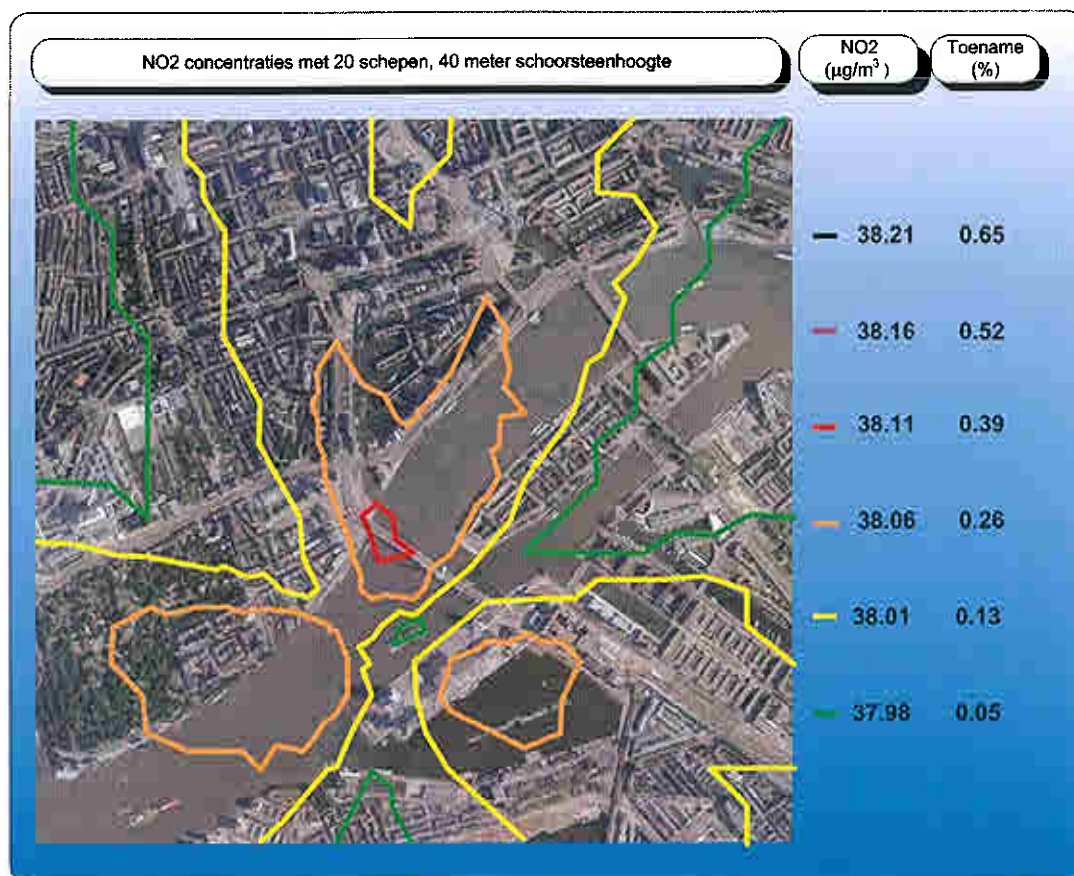 NO2 concentraties met 20 schepen, 40 meter schoorsteenhoogte
NO2
(µg/m³ )
Toename
(%)
38.21 0.65
38.16 0.52
38.11 0.39
38.06 0.26
38.01 0.13
37.98 0.05